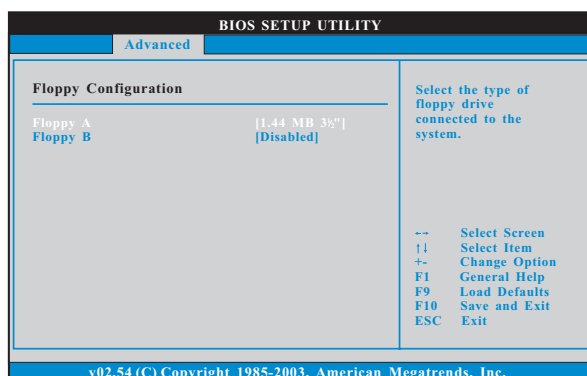 BIOS SETUP UTILITY
Advanced
Floppy Configuration
Floppy A [1.44 MB 3½"]
Floppy B [Disabled]
Select the type of
floppy drive
connected to the
system.
←→ Select Screen
↑↓ Select Item
+- Change Option
F1 General Help
F9 Load Defaults
F10 Save and Exit
ESC Exit
v02.54 (C) Copyright 1985-2003, American Megatrends, Inc.